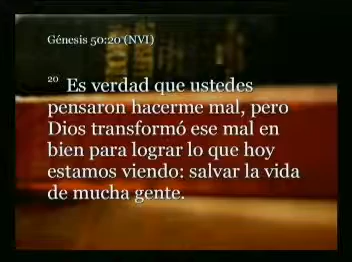 Génesis 50:20 (NVI)
20 Es verdad que ustedes
pensaron hacerme mal, pero
Dios transformó ese mal en
bien para lograr lo que hoy
estamos viendo: salvar la vida
de mucha gente.